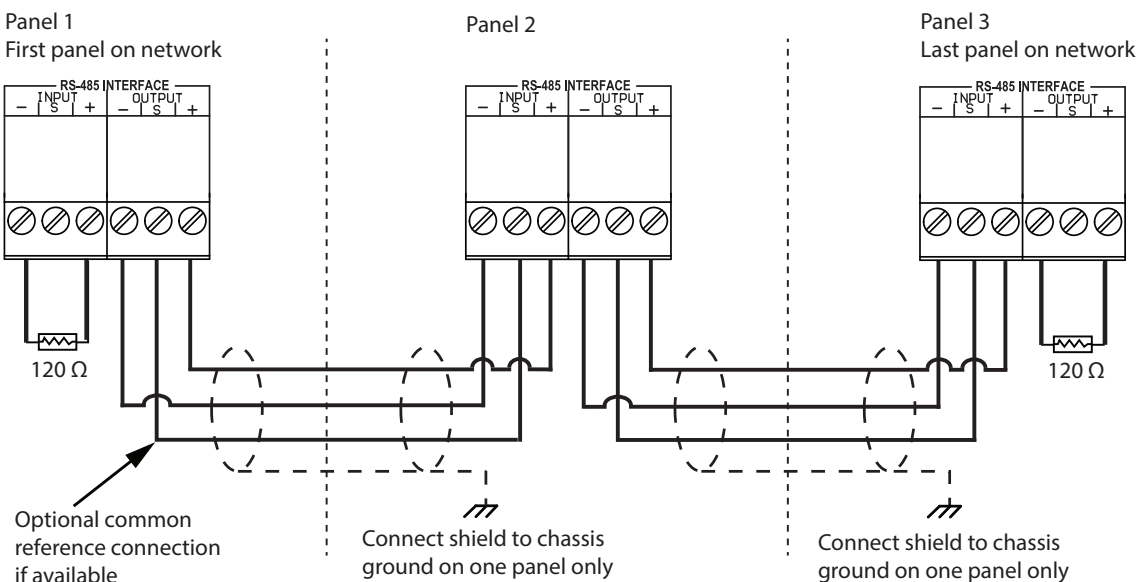 Panel 1
First panel on network
Panel 2
Panel 3
Last panel on network
RS-485 INTERFACE
INPUT OUTPUT
− S + − S +
RS-485 INTERFACE
INPUT OUTPUT
− S + − S +
RS-485 INTERFACE
INPUT OUTPUT
− S + − S +
120 Ω
120 Ω
Optional common
reference connection
if available
Connect shield to chassis
ground on one panel only
Connect shield to chassis
ground on one panel only